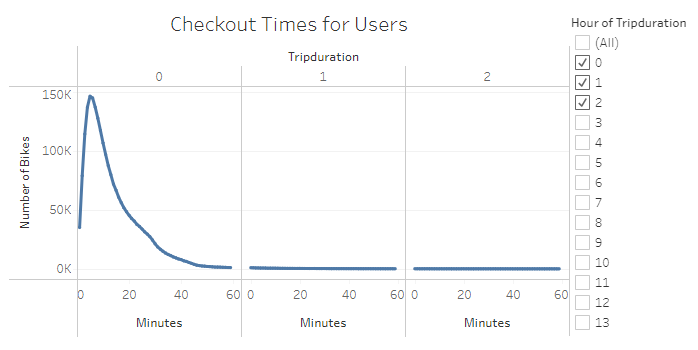 Checkout Times for Users
Tripduration
0 1 2
150K
100K
50K
0K
Number of Bikes
0 20 40 60 0 20 40 60 0 20 40 60
Minutes Minutes Minutes
Hour of Tripduration
(All)
0
1
2
3
4
5
6
7
8
9
10
11
12
13